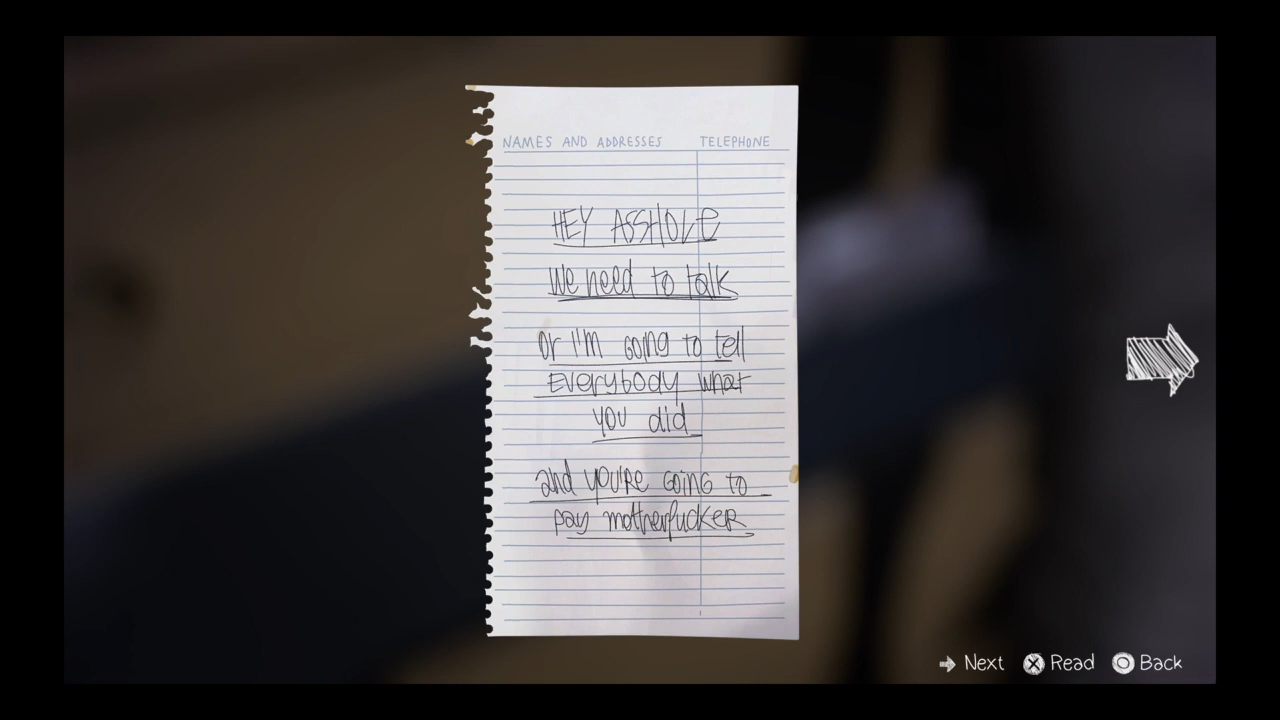 NAMES AND ADDRESSES TELEPHONE
HEY ASSHOLE
We need to talk
Or I'm going to tell
Everybody what
you did
and you're going to
pay motherfucker
Next Read Back